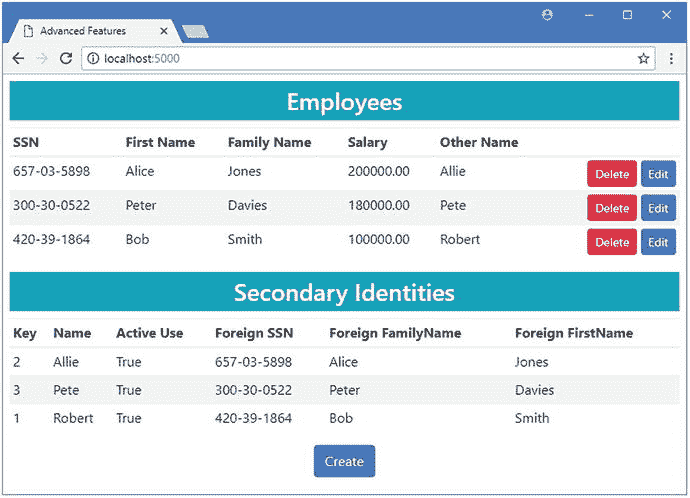 Advanced Features
localhost:5000
Employees
SSN First Name Family Name Salary Other Name
657-03-5898 Alice Jones 200000.00 Allie Delete Edit
300-30-0522 Peter Davies 180000.00 Pete Delete Edit
420-39-1864 Bob Smith 100000.00 Robert Delete Edit
Secondary Identities
Key Name Active Use Foreign SSN Foreign FamilyName Foreign FirstName
2 Allie True 657-03-5898 Alice Jones
3 Pete True 300-30-0522 Peter Davies
1 Robert True 420-39-1864 Bob Smith
Create